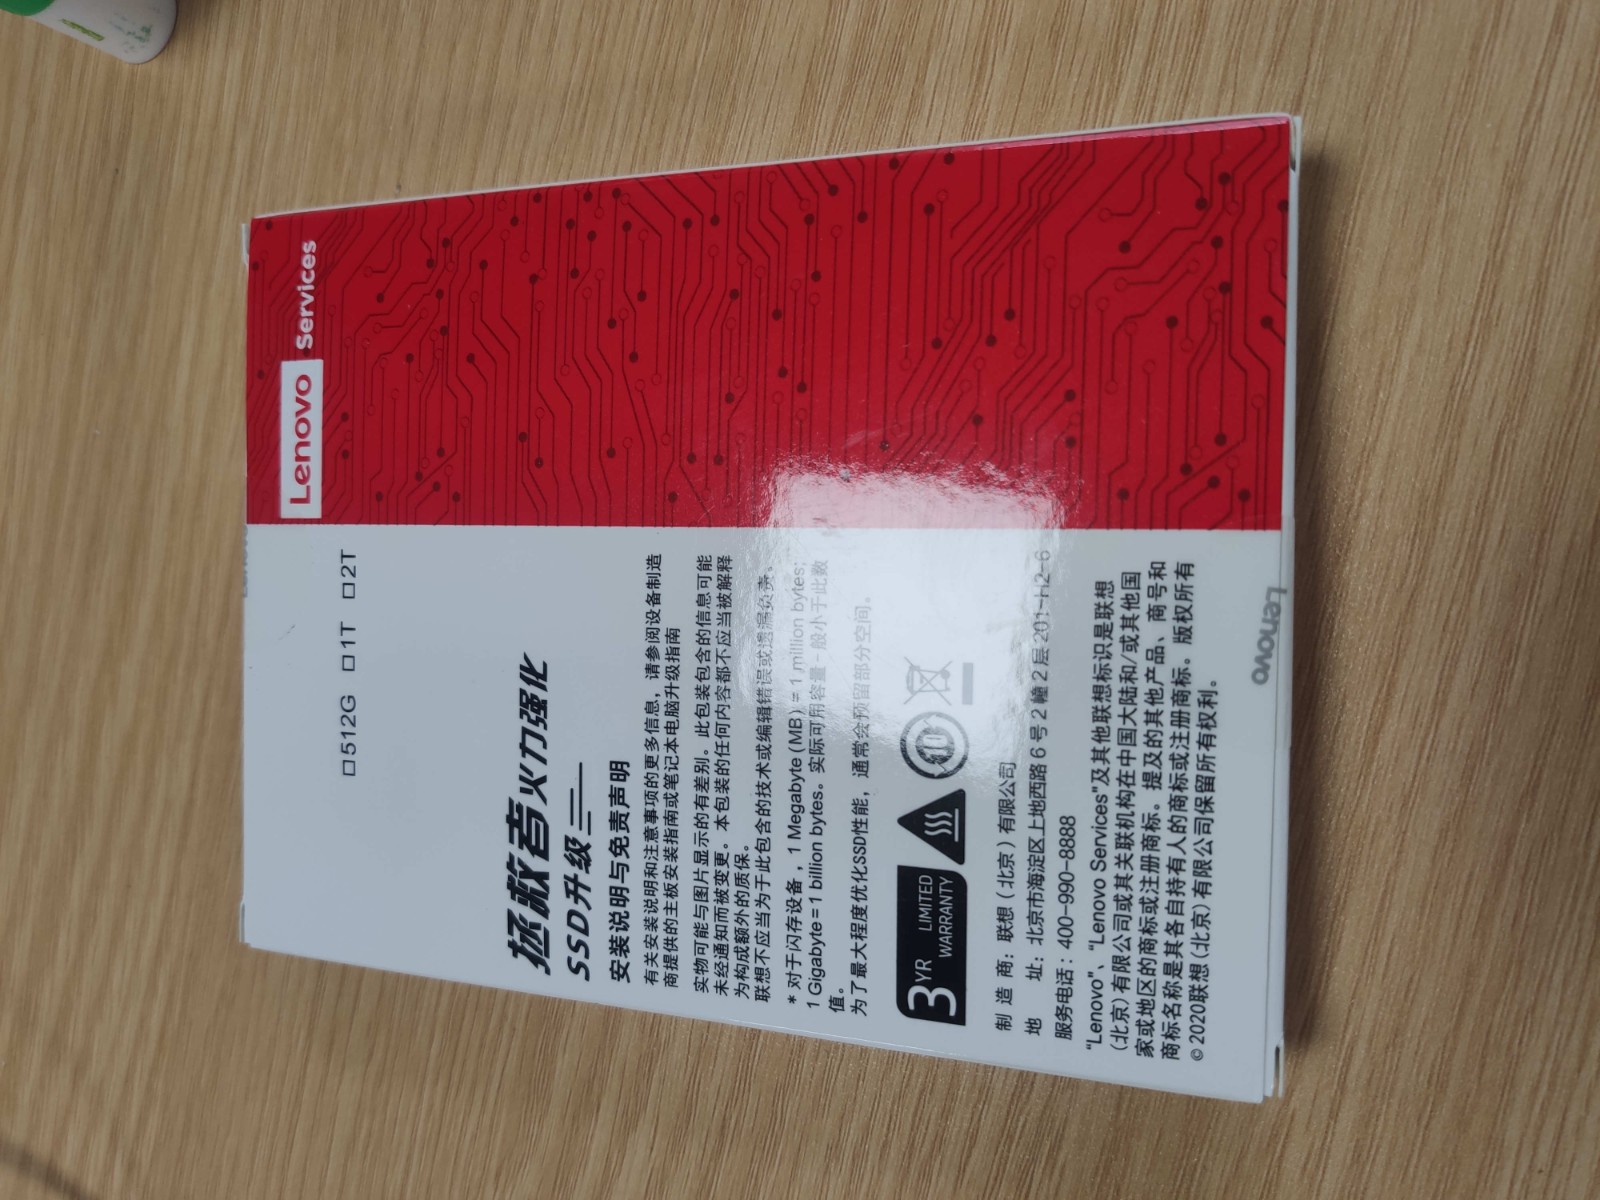 Lenovo Services
□512G □1T □2T
拯救者火力强化
SSD升级
安装说明与免责声明
有关安装说明和注意事项的更多信息，请参阅设备制造
商提供的主板安装指南或笔记本电脑升级指南
实物可能与图片显示的有差别。此包装包含的信息可能
未经通知而被变更。本包装的任何内容都不应当被解释
为构成额外的质保。
联想不应当为于此包含的技术或编辑错误或遗漏负责。
* 对于闪存设备，1 Megabyte (MB) = 1 million bytes;
1 Gigabyte = 1 billion bytes。实际可用容量一般小于此数
值。
为了最大程度优化SSD性能，通常会预留部分空间。
3 YR LIMITED WARRANTY
10
制 造 商：联想（北京）有限公司
地 址：北京市海淀区上地西路6号2幢2层201-H2-6
服务电话：400-990-8888
“Lenovo”、“Lenovo Services”及其他联想标识是联想
（北京）有限公司或其关联机构在中国大陆和/或其他国
家或地区的商标或注册商标。提及的其他产品、商号和
商标名称是其各自持有人的商标或注册商标。版权所有
©2020联想（北京）有限公司保留所有权利。
Lenovo